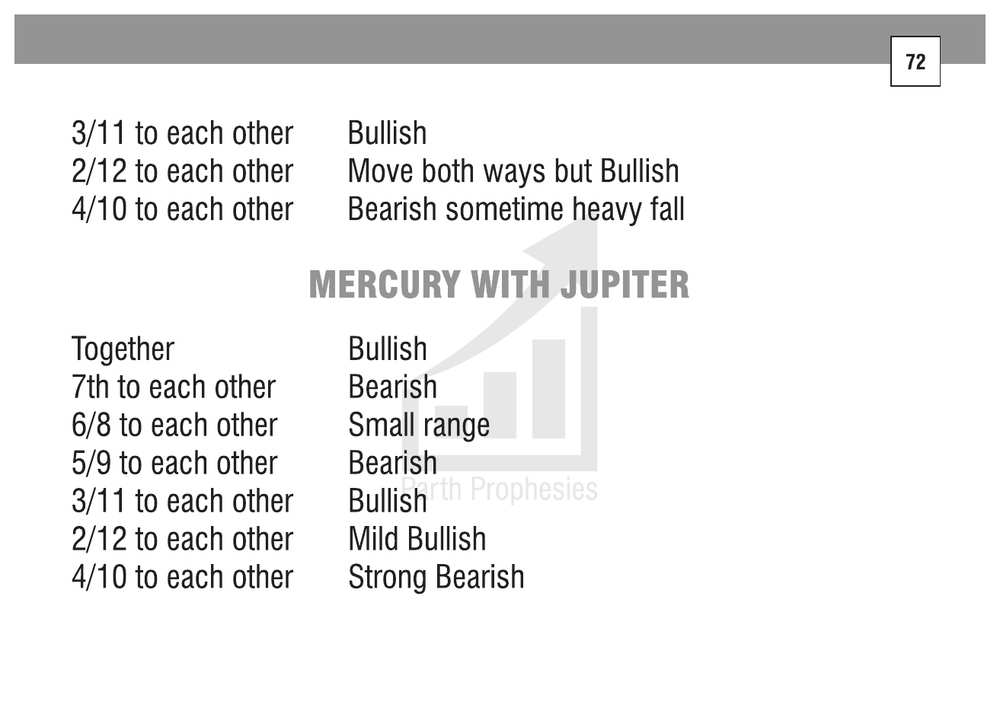 72
3/11 to each other Bullish
2/12 to each other Move both ways but Bullish
4/10 to each other Bearish sometime heavy fall
MERCURY WITH JUPITER
Together Bullish
7th to each other Bearish
6/8 to each other Small range
5/9 to each other Bearish
3/11 to each other Bullish
Parth Prophesies
2/12 to each other Mild Bullish
4/10 to each other Strong Bearish